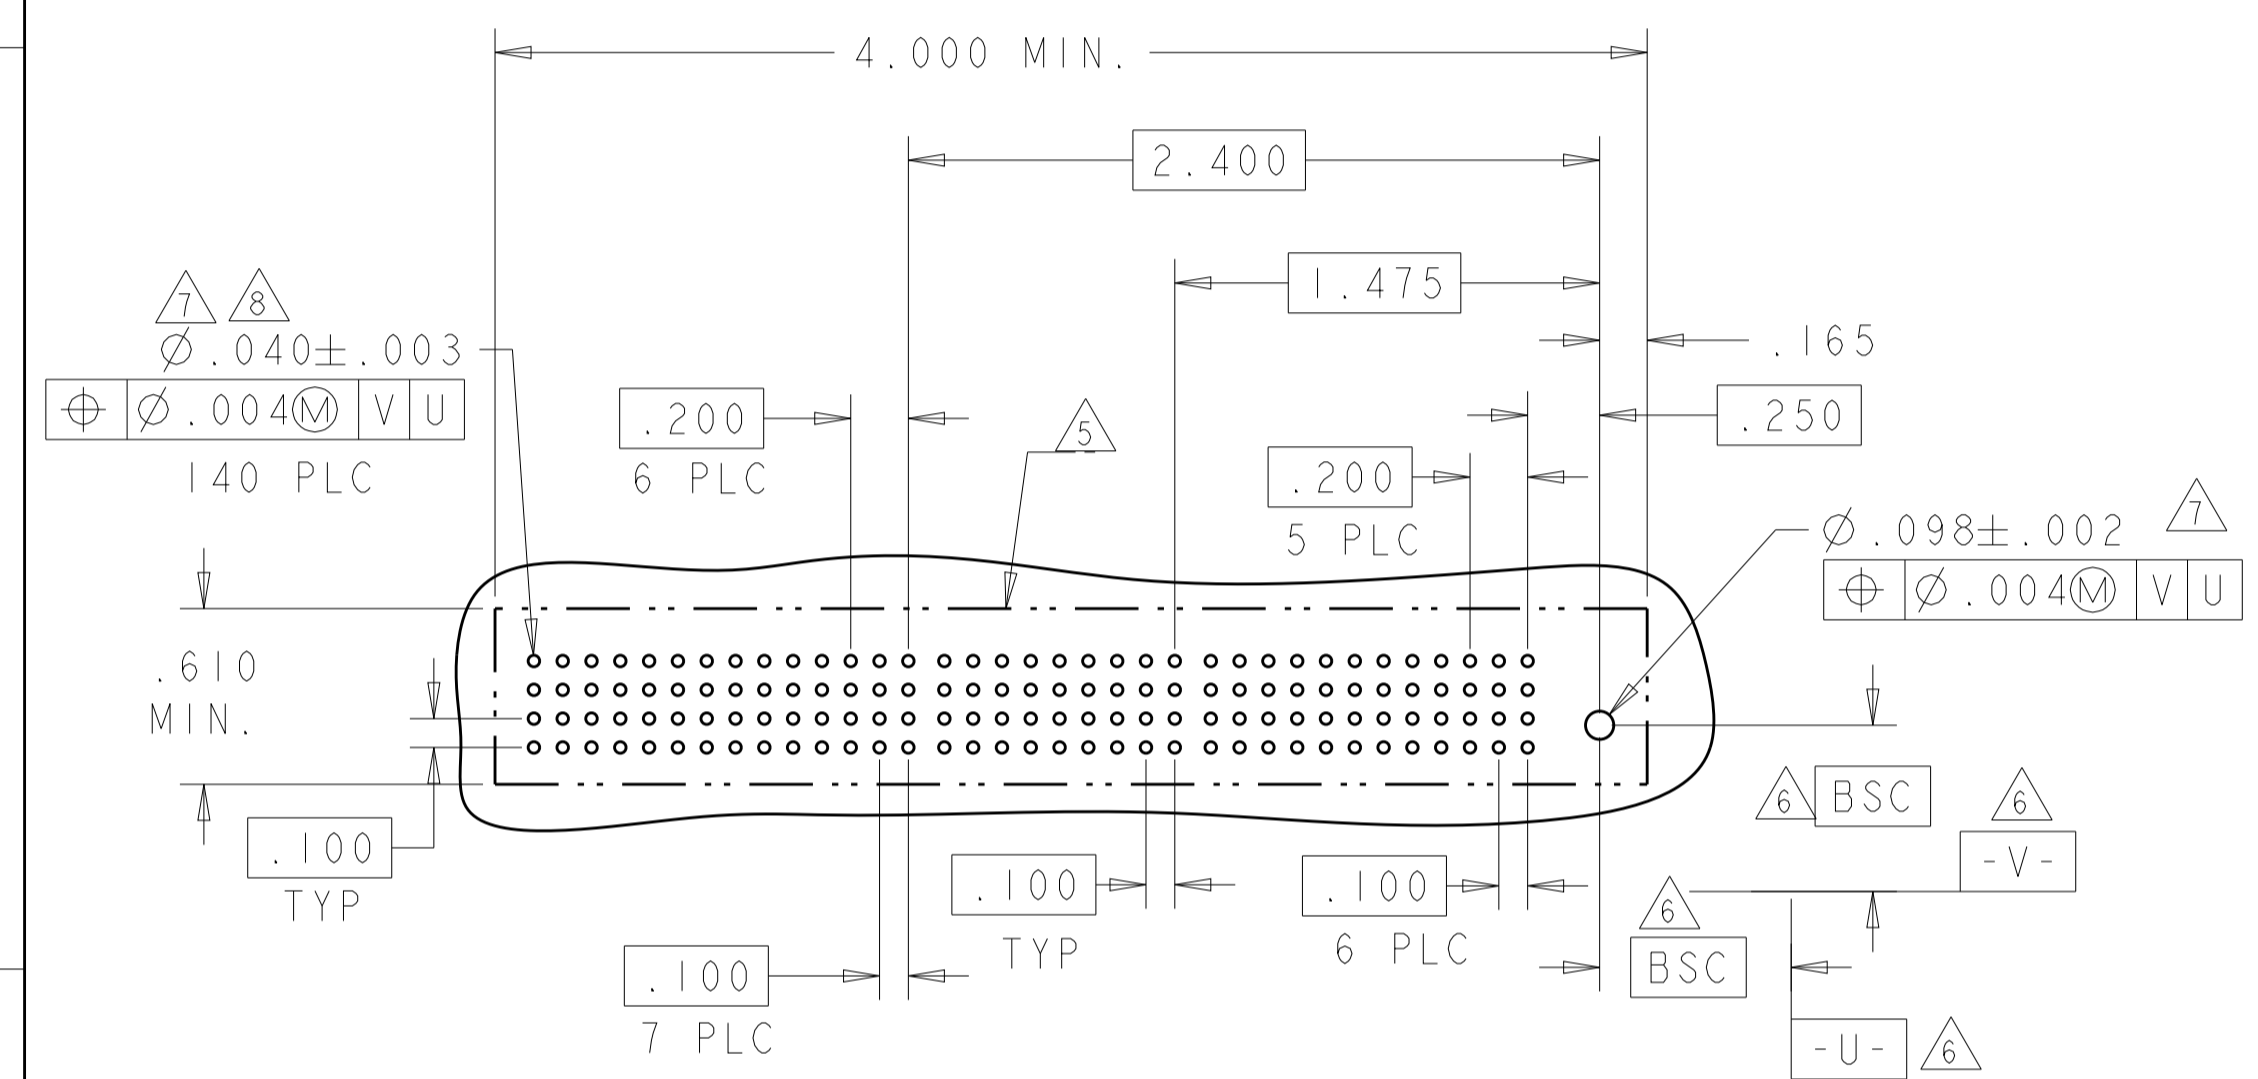 4.000 MIN.
2.400
1.475
.165
7 8
Ø.040±.003
⌖ Ø.004Ⓜ V U
140 PLC
.200
6 PLC
5
.200
5 PLC
.250
7
Ø.098±.002
⌖ Ø.004Ⓜ V U
.610
MIN.
.100
TYP
.100
7 PLC
.100
TYP
.100
6 PLC
6 BSC
6
-V-
6
BSC
-U- 6